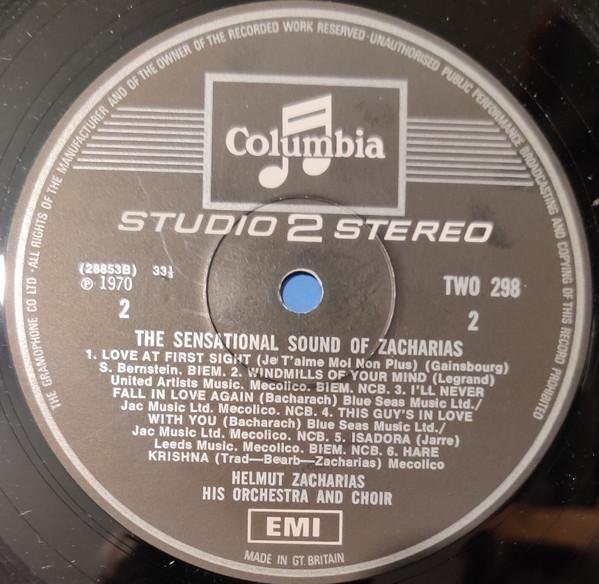 THE GRAMOPHONE CO LTD · ALL RIGHTS OF THE MANUFACTURER AND OF THE OWNER OF THE RECORDED WORK RESERVED · UNAUTHORISED PUBLIC PERFORMANCE BROADCASTING AND COPYING OF THIS RECORD PROHIBITED
Columbia
STUDIO 2 STEREO
(28853B) 33⅓
℗ 1970
TWO 298
2
2
THE SENSATIONAL SOUND OF ZACHARIAS
1. LOVE AT FIRST SIGHT (Je T'aime Moi Non Plus) (Gainsbourg)
S. Bernstein. BIEM. 2. WINDMILLS OF YOUR MIND (Legrand)
United Artists Music. Mecolico. BIEM. NCB. 3. I'LL NEVER
FALL IN LOVE AGAIN (Bacharach) Blue Seas Music Ltd./
Jac Music Ltd. Mecolico. NCB. 4. THIS GUY'S IN LOVE
WITH YOU (Bacharach) Blue Seas Music Ltd./
Jac Music Ltd. Mecolico. NCB. 5. ISADORA (Jarre)
Leeds Music. Mecolico. BIEM. NCB. 6. HARE
KRISHNA (Trad—Bearb—Zacharias) Mecolico
HELMUT ZACHARIAS
HIS ORCHESTRA AND CHOIR
EMI
MADE IN GT. BRITAIN